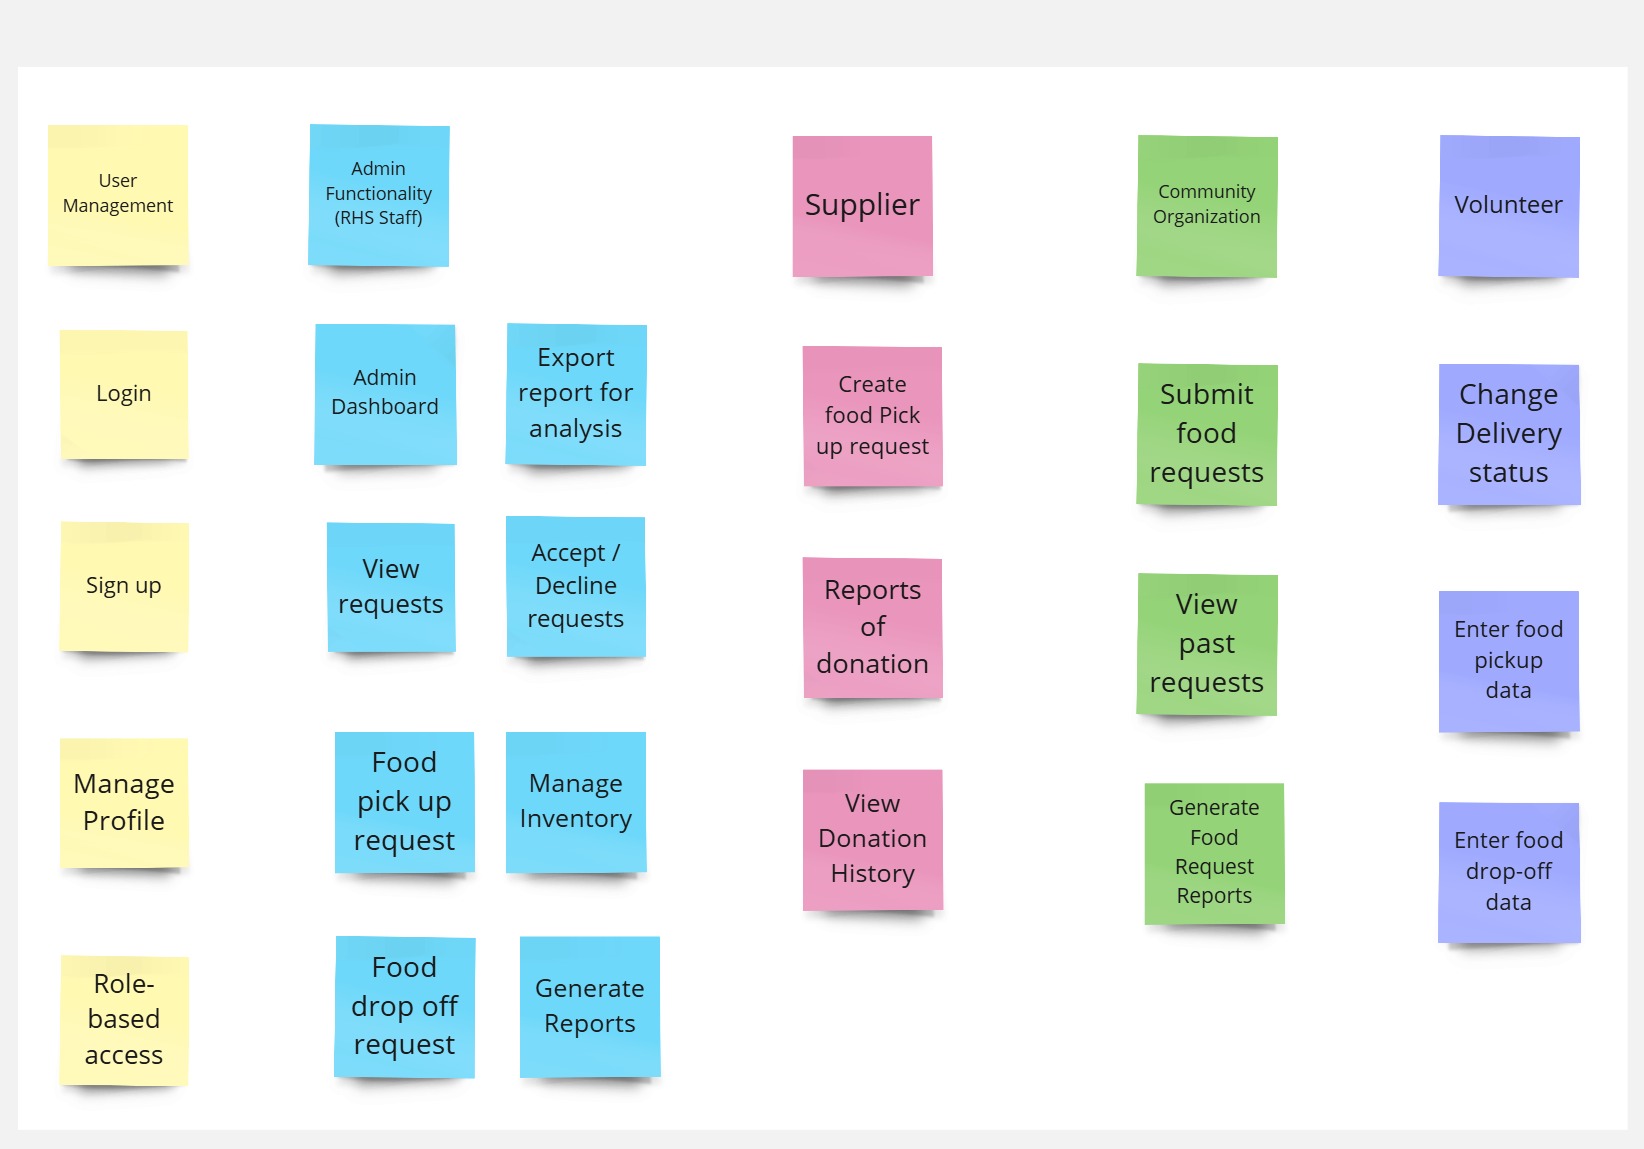 User
Management
Admin
Functionality
(RHS Staff)
Supplier
Community
Organization
Volunteer
Login
Admin
Dashboard
Export
report for
analysis
Create
food Pick
up request
Submit
food
requests
Change
Delivery
status
Sign up
View
requests
Accept /
Decline
requests
Reports
of
donation
View
past
requests
Enter food
pickup
data
Manage
Profile
Food
pick up
request
Manage
Inventory
View
Donation
History
Generate
Food
Request
Reports
Enter food
drop-off
data
Role-
based
access
Food
drop off
request
Generate
Reports